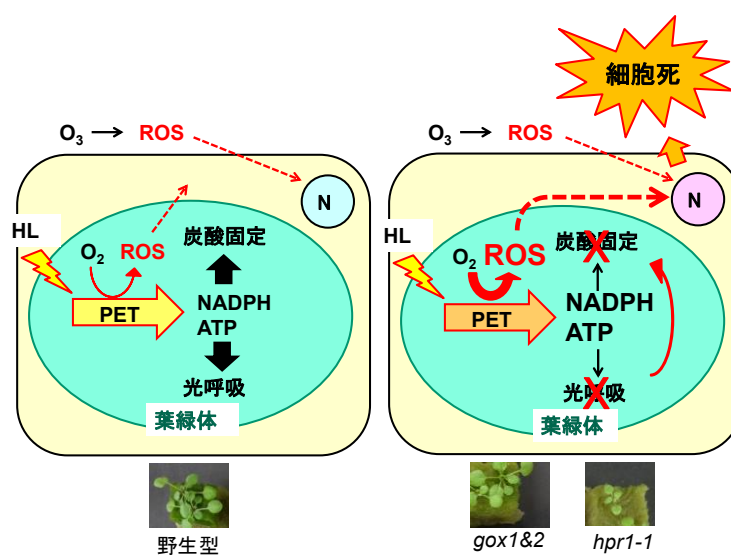 細胞死
O3 → ROS
N
HL
O2 ROS
炭酸固定
PET
NADPH
ATP
光呼吸
葉緑体
野生型
O3 → ROS
N
HL
O2 ROS
炭酸固定
PET
NADPH
ATP
光呼吸
葉緑体
gox1&2
hpr1-1